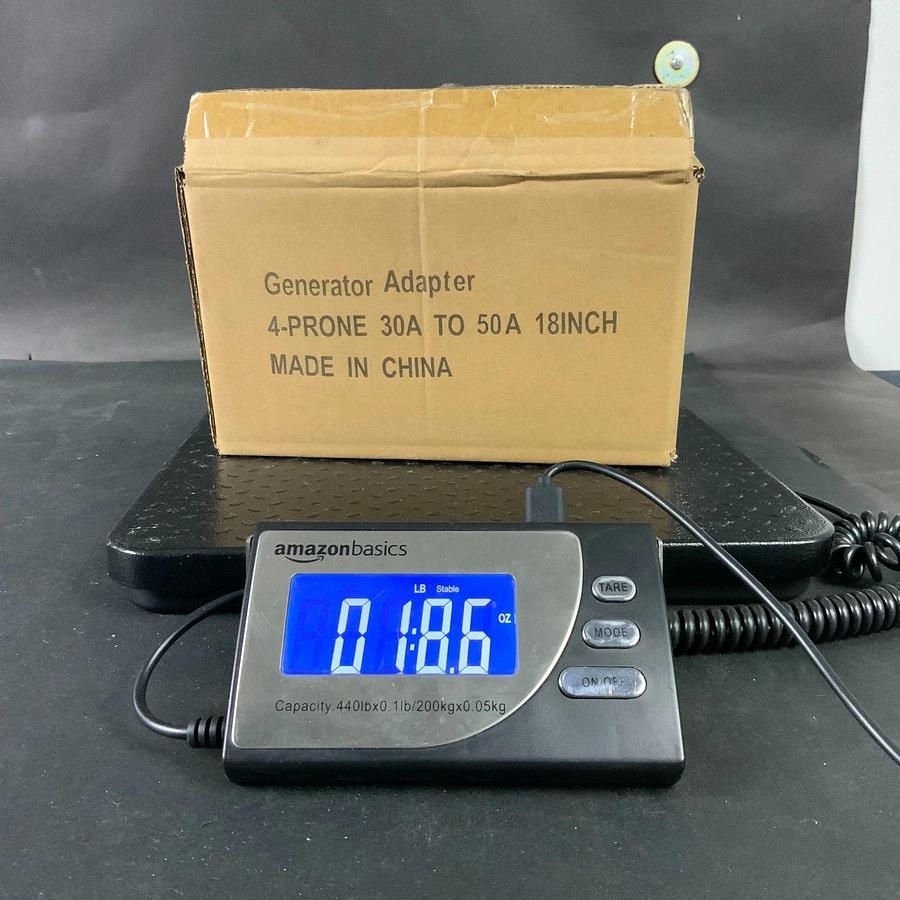 Generator Adapter
4-PRONE 30A TO 50A 18INCH
MADE IN CHINA
amazonbasics
LB Stable
01:8.6 OZ
TARE
MODE
ON OFF
Capacity.440lbx0.1lb/200kgx0.05kg